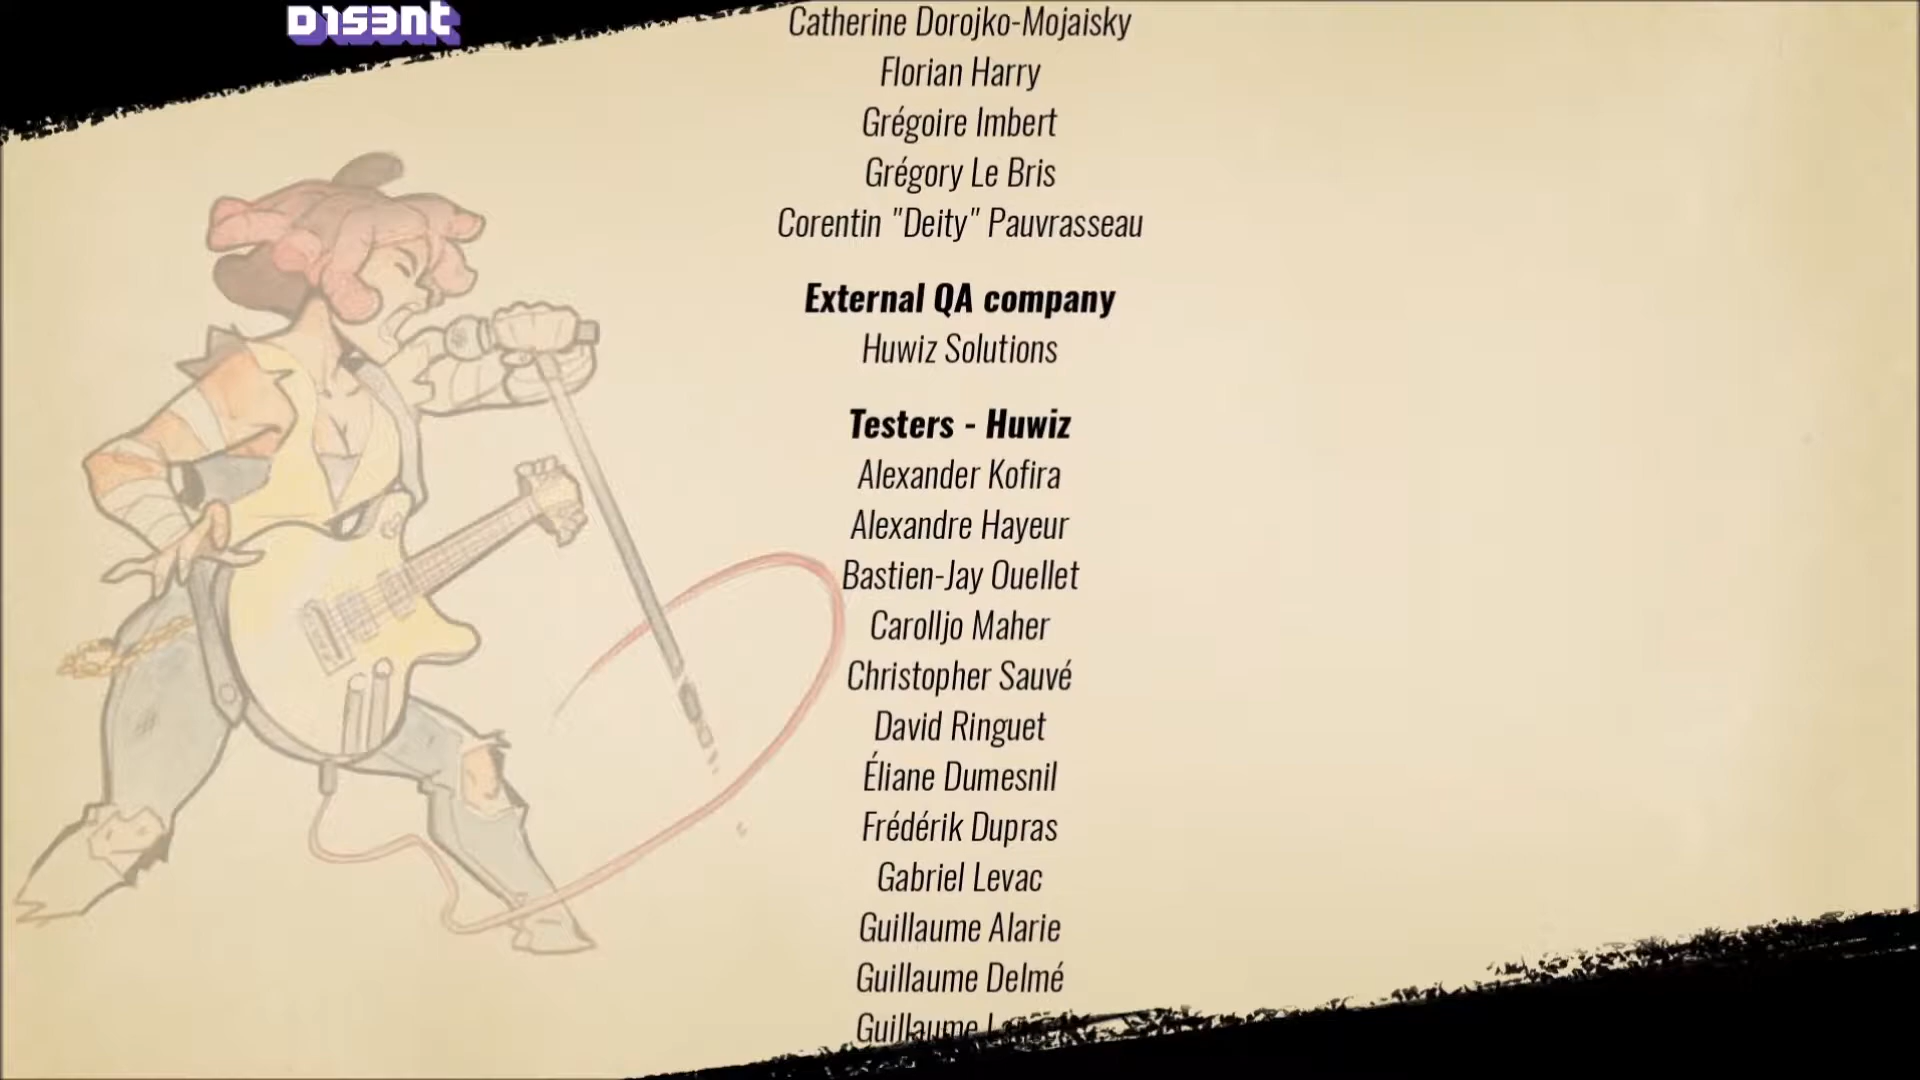 D1s3nt
Catherine Dorojko-Mojaisky
Florian Harry
Grégoire Imbert
Grégory Le Bris
Corentin "Deity" Pauvrasseau
External QA company
Huwiz Solutions
Testers - Huwiz
Alexander Kofira
Alexandre Hayeur
Bastien-Jay Ouellet
Carolljo Maher
Christopher Sauvé
David Ringuet
Éliane Dumesnil
Frédérik Dupras
Gabriel Levac
Guillaume Alarie
Guillaume Delmé
Guillaume